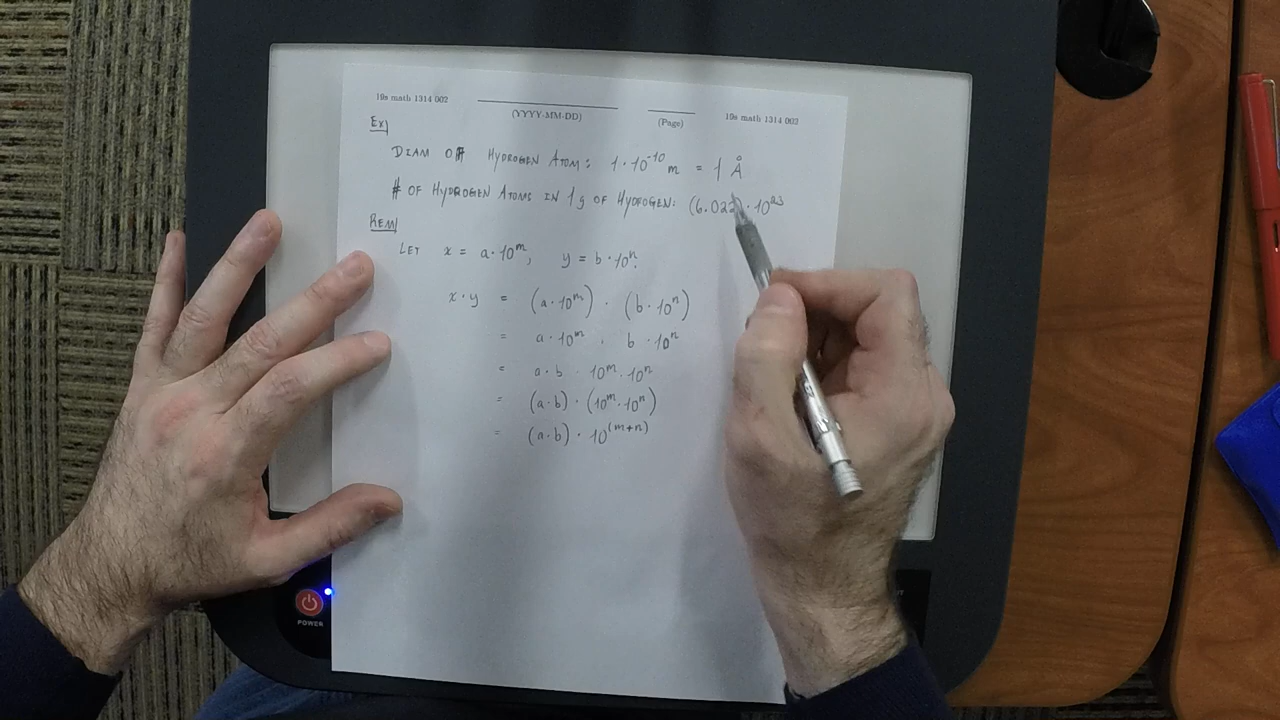 19s math 1314 002 (YYYY-MM-DD) (Page) 19s math 1314 002
Ex)
DIAM OF HYDROGEN ATOM: 1·10^-10 m = 1 Å
# OF HYDROGEN ATOMS IN 1g OF HYDROGEN: (6.022)·10^23
REM)
LET x = a·10^m, y = b·10^n.
x·y = (a·10^m) · (b·10^n)
= a·10^m · b·10^n
= a·b · 10^m·10^n
= (a·b) · (10^m·10^n)
= (a·b) · 10^(m+n)
POWER